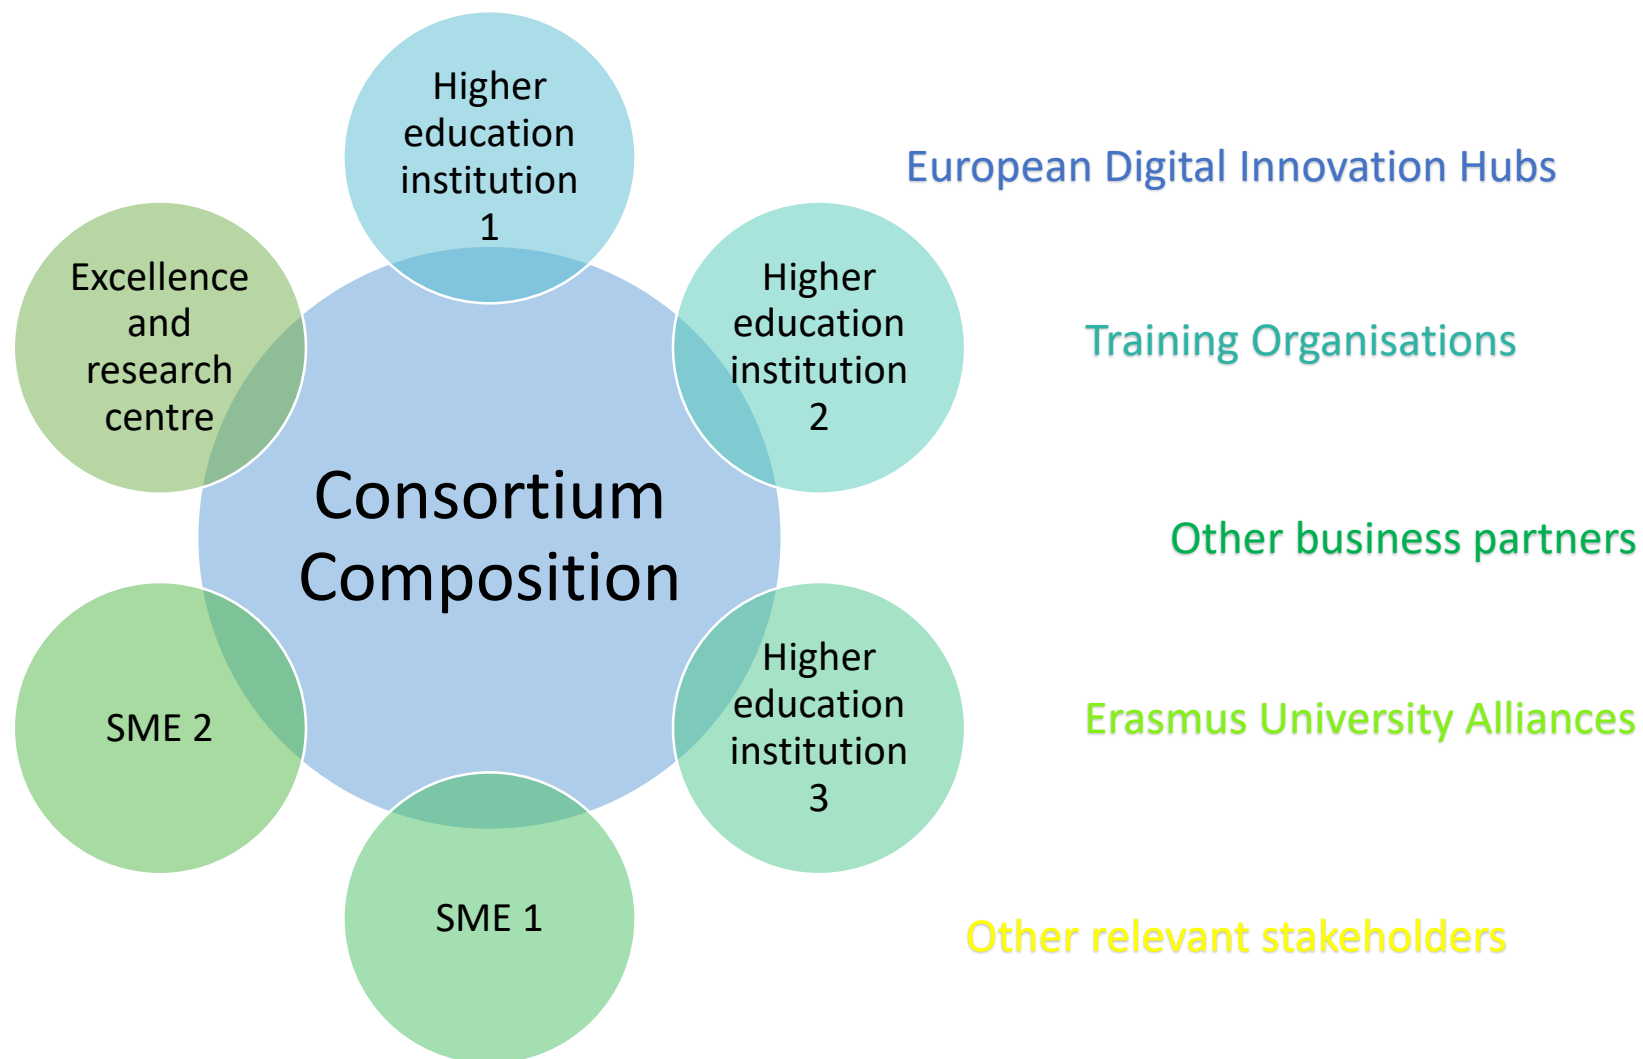 Higher
education
institution
1
European Digital Innovation Hubs
Excellence
and
research
centre
Higher
education
institution
2
Training Organisations
Consortium
Composition
Other business partners
Higher
education
institution
3
Erasmus University Alliances
SME 2
SME 1
Other relevant stakeholders